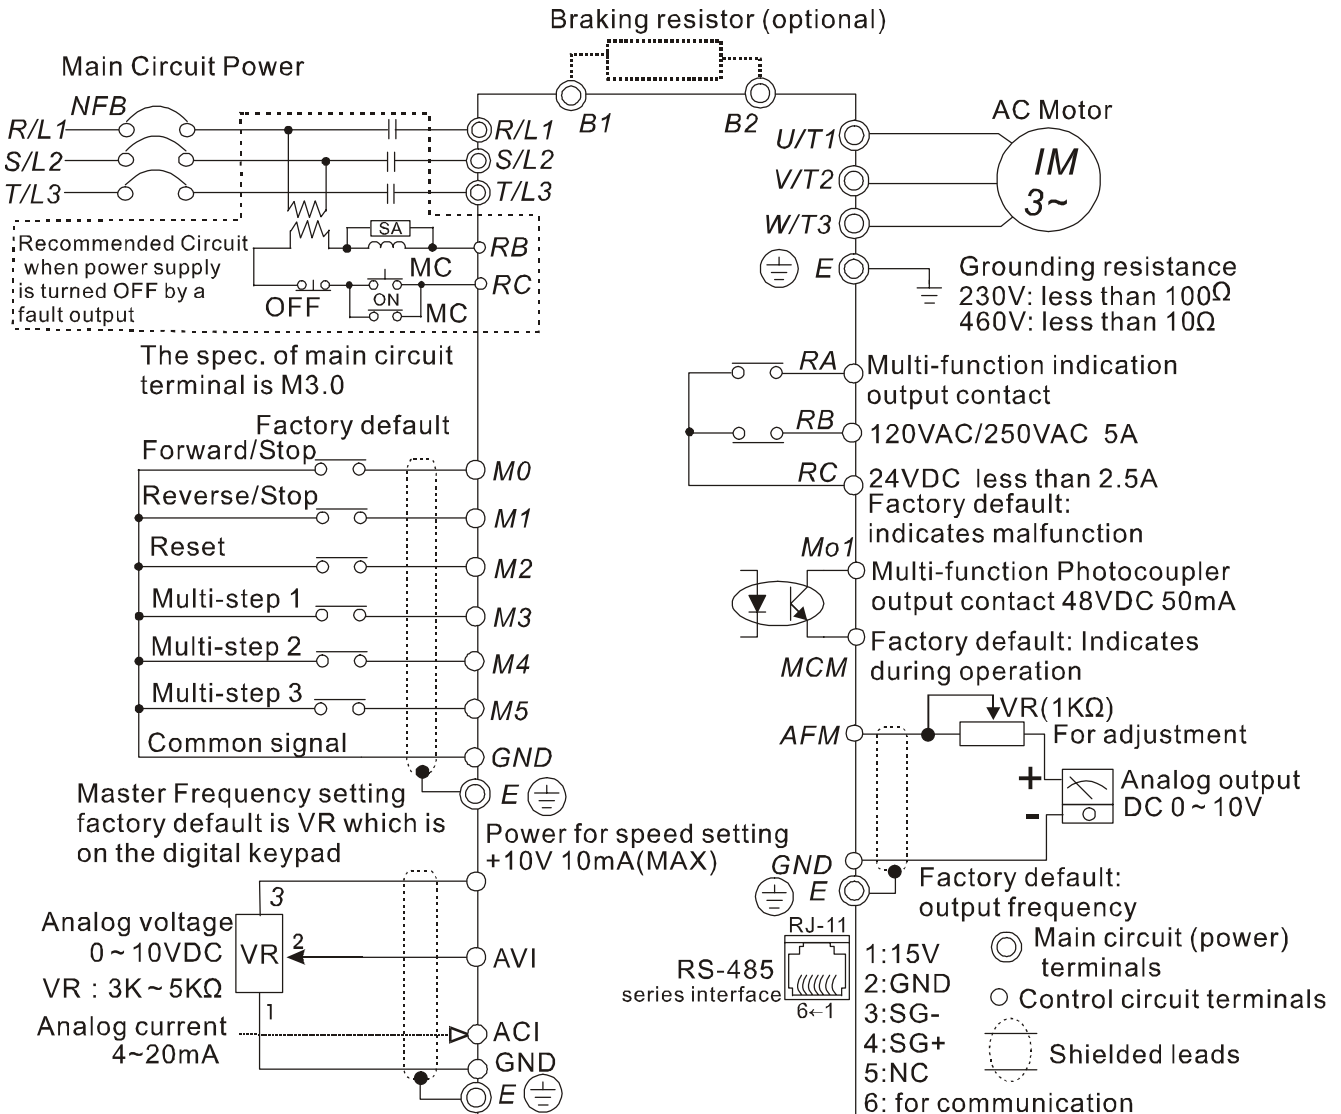 Braking resistor (optional)
Main Circuit Power
NFB
R/L1
S/L2
T/L3
R/L1
S/L2
T/L3
B1
B2
U/T1
V/T2
W/T3
E
AC Motor
IM
3~
Grounding resistance
230V: less than 100Ω
460V: less than 10Ω
Recommended Circuit
when power supply
is turned OFF by a
fault output
SA
MC
OFF
ON
MC
RB
RC
The spec. of main circuit
terminal is M3.0
Factory default
Forward/Stop
Reverse/Stop
Reset
Multi-step 1
Multi-step 2
Multi-step 3
Common signal
M0
M1
M2
M3
M4
M5
GND
E
RA
RB
RC
Multi-function indication
output contact
120VAC/250VAC 5A
24VDC less than 2.5A
Factory default:
indicates malfunction
Mo1
MCM
Multi-function Photocoupler
output contact 48VDC 50mA
Factory default: Indicates
during operation
AFM
VR(1KΩ)
For adjustment
+
-
Analog output
DC 0~10V
GND
E
Factory default:
output frequency
Master Frequency setting
factory default is VR which is
on the digital keypad
Power for speed setting
+10V 10mA(MAX)
3
2
1
VR
Analog voltage
0~10VDC
VR : 3K~5KΩ
Analog current
4~20mA
AVI
ACI
GND
E
RJ-11
RS-485
series interface
6←1
1:15V
2:GND
3:SG-
4:SG+
5:NC
6: for communication
Main circuit (power)
terminals
Control circuit terminals
Shielded leads